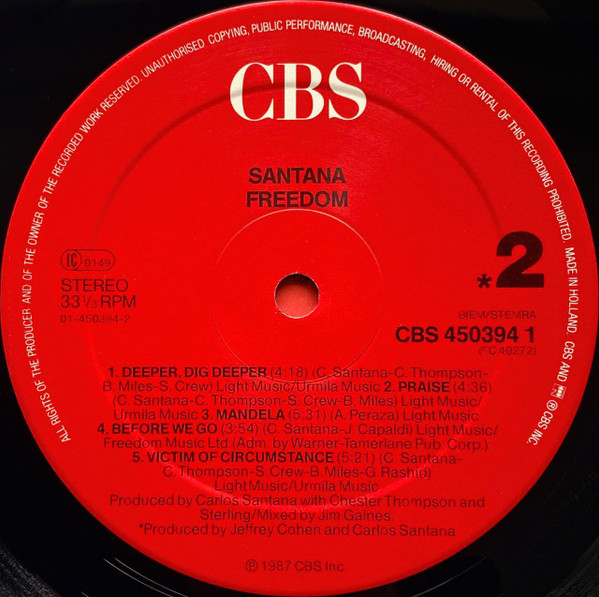 ALL RIGHTS OF THE PRODUCER AND OF THE OWNER OF THE RECORDED WORK RESERVED. UNAUTHORISED COPYING, PUBLIC PERFORMANCE, BROADCASTING, HIRING OR RENTAL OF THIS RECORDING PROHIBITED. MADE IN HOLLAND. CBS AND ® CBS INC.
CBS
SANTANA
FREEDOM
LC 0149
STEREO
33 1/3 RPM
01-450394-2
*2
BIEM/STEMRA
CBS 450394 1
(FC 40272)
1. DEEPER, DIG DEEPER (4:18) (C. Santana-C. Thompson-
B. Miles-S. Crew) Light Music/Urmila Music 2. PRAISE (4:36)
(C. Santana-C. Thompson-S. Crew-B. Miles) Light Music/
Urmila Music 3. MANDELA (5:31) (A. Peraza) Light Music
4. BEFORE WE GO (3:54) (C. Santana-J. Capaldi) Light Music/
Freedom Music Ltd (Adm. by Warner-Tamerlane Pub. Corp.)
5. VICTIM OF CIRCUMSTANCE (5:21) (C. Santana-
C. Thompson-S. Crew-B. Miles-G. Rashid)
Light Music/Urmila Music
Produced by Carlos Santana with Chester Thompson and
Sterling/Mixed by Jim Gaines.
*Produced by Jeffrey Cohen and Carlos Santana
℗ 1987 CBS Inc.